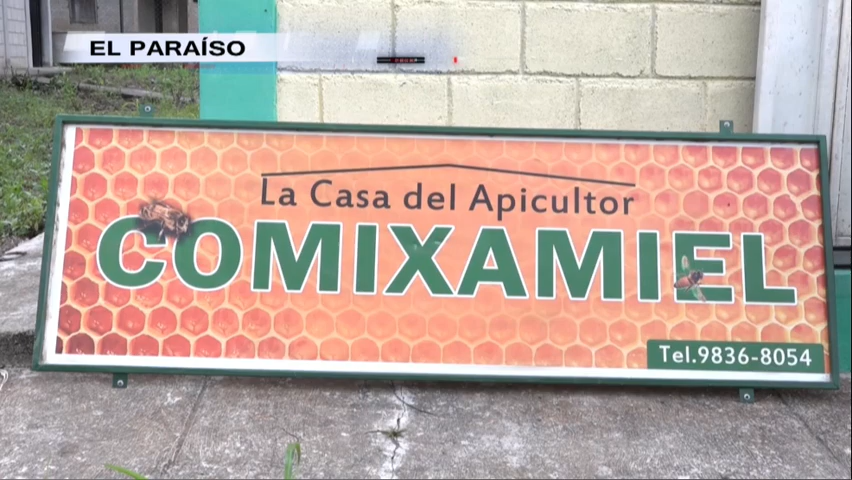 EL PARAÍSO
La Casa del Apicultor
COMIXAMIEL
Tel.9836-8054